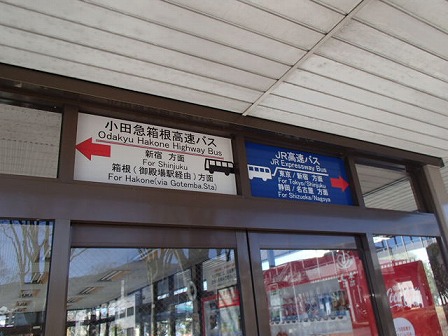 小田急箱根高速バス
Odakyu Hakone Highway Bus
新宿 方面
For Shinjuku
箱根(御殿場駅経由)方面
For Hakone(via Gotemba.Sta)
JR高速バス
JR Expressway Bus
東京/新宿 方面
For Tokyo/Shinjuku
静岡/名古屋 方面
For Shizuoka/Nagoya